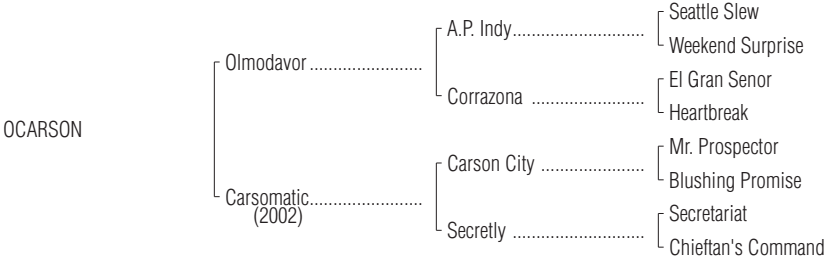 Seattle Slew
A.P. Indy..............................
Weekend Surprise
Olmodavor .........................
El Gran Senor
Corrazona .........................
Heartbreak
OCARSON
Mr. Prospector
Carson City .......................
Blushing Promise
Carsomatic.........................
(2002)
Secretariat
Secretly .............................
Chieftan's Command